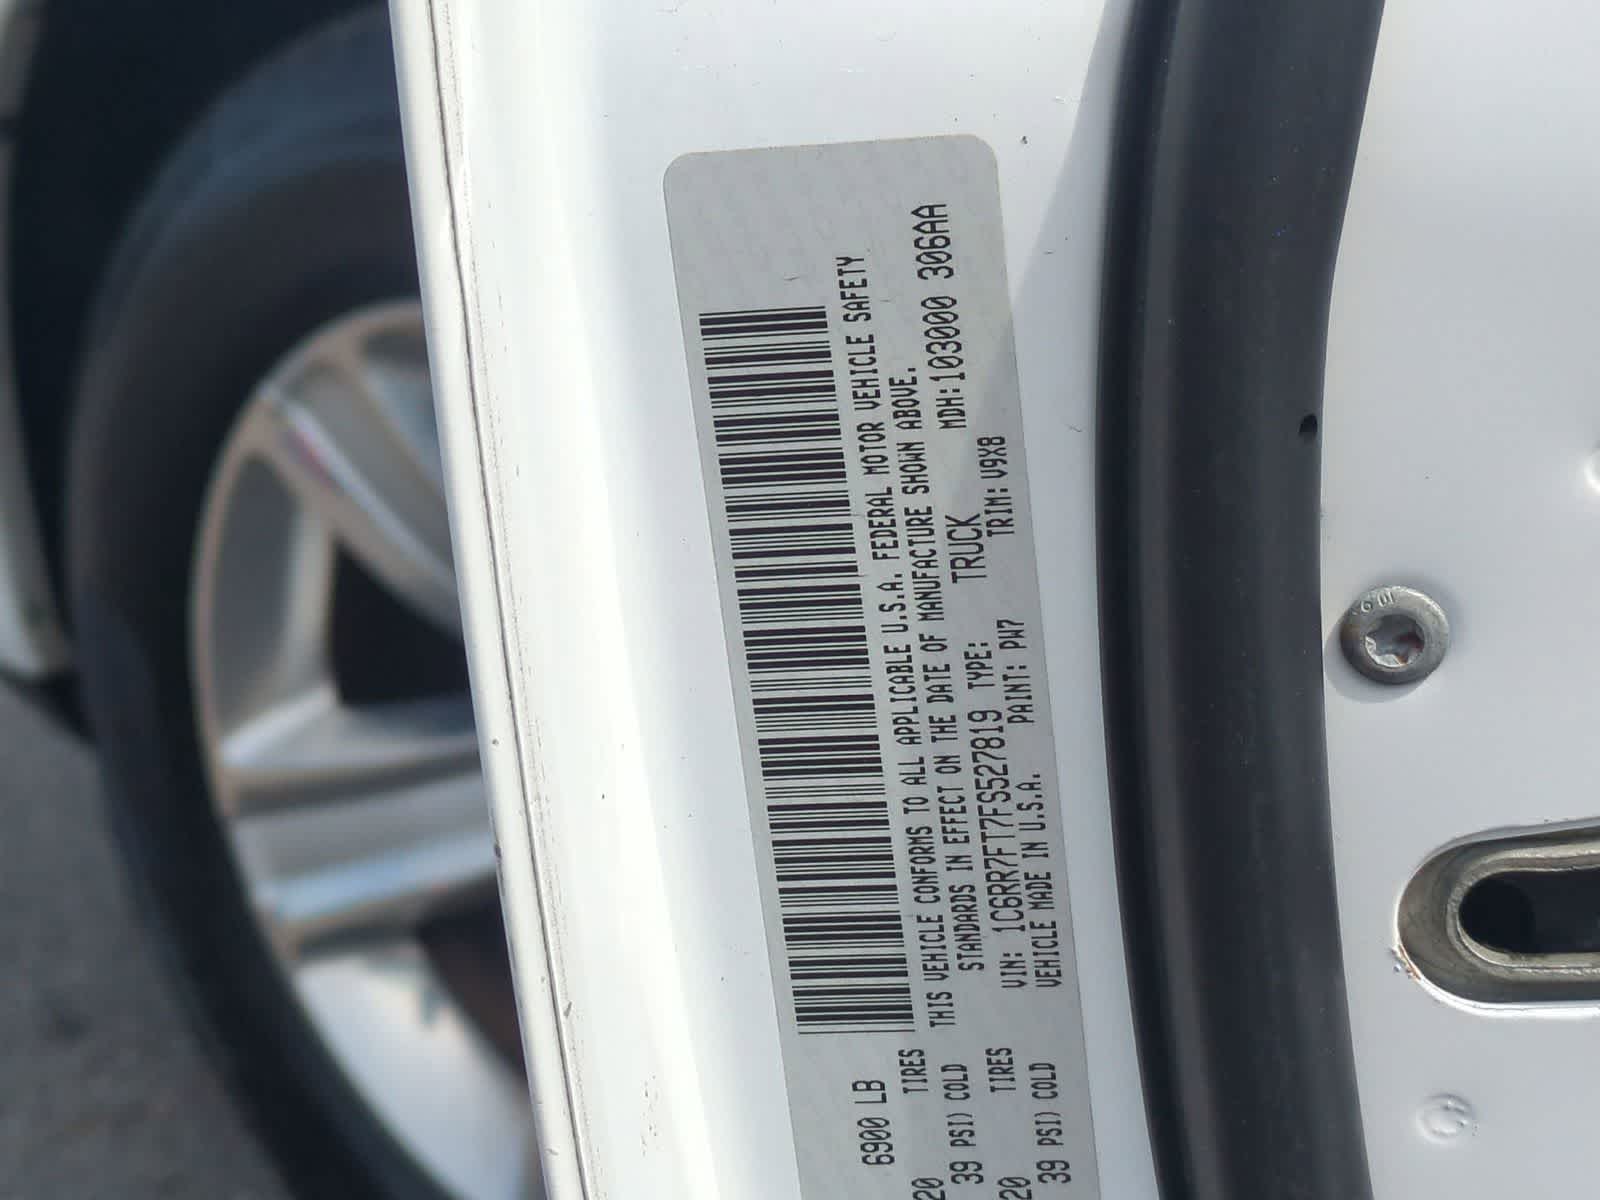 6900 LB
THIS VEHICLE CONFORMS TO ALL APPLICABLE U.S.A. FEDERAL MOTOR VEHICLE SAFETY
TIRES
STANDARDS IN EFFECT ON THE DATE OF MANUFACTURE SHOWN ABOVE.
20
39 PSI) COLD
MDH:103000 306AA
VIN: 1C6RR7FT7FS527819 TYPE: TRUCK
TIRES
VEHICLE MADE IN U.S.A. PAINT: PW7 TRIM: V9X8
20
39 PSI) COLD